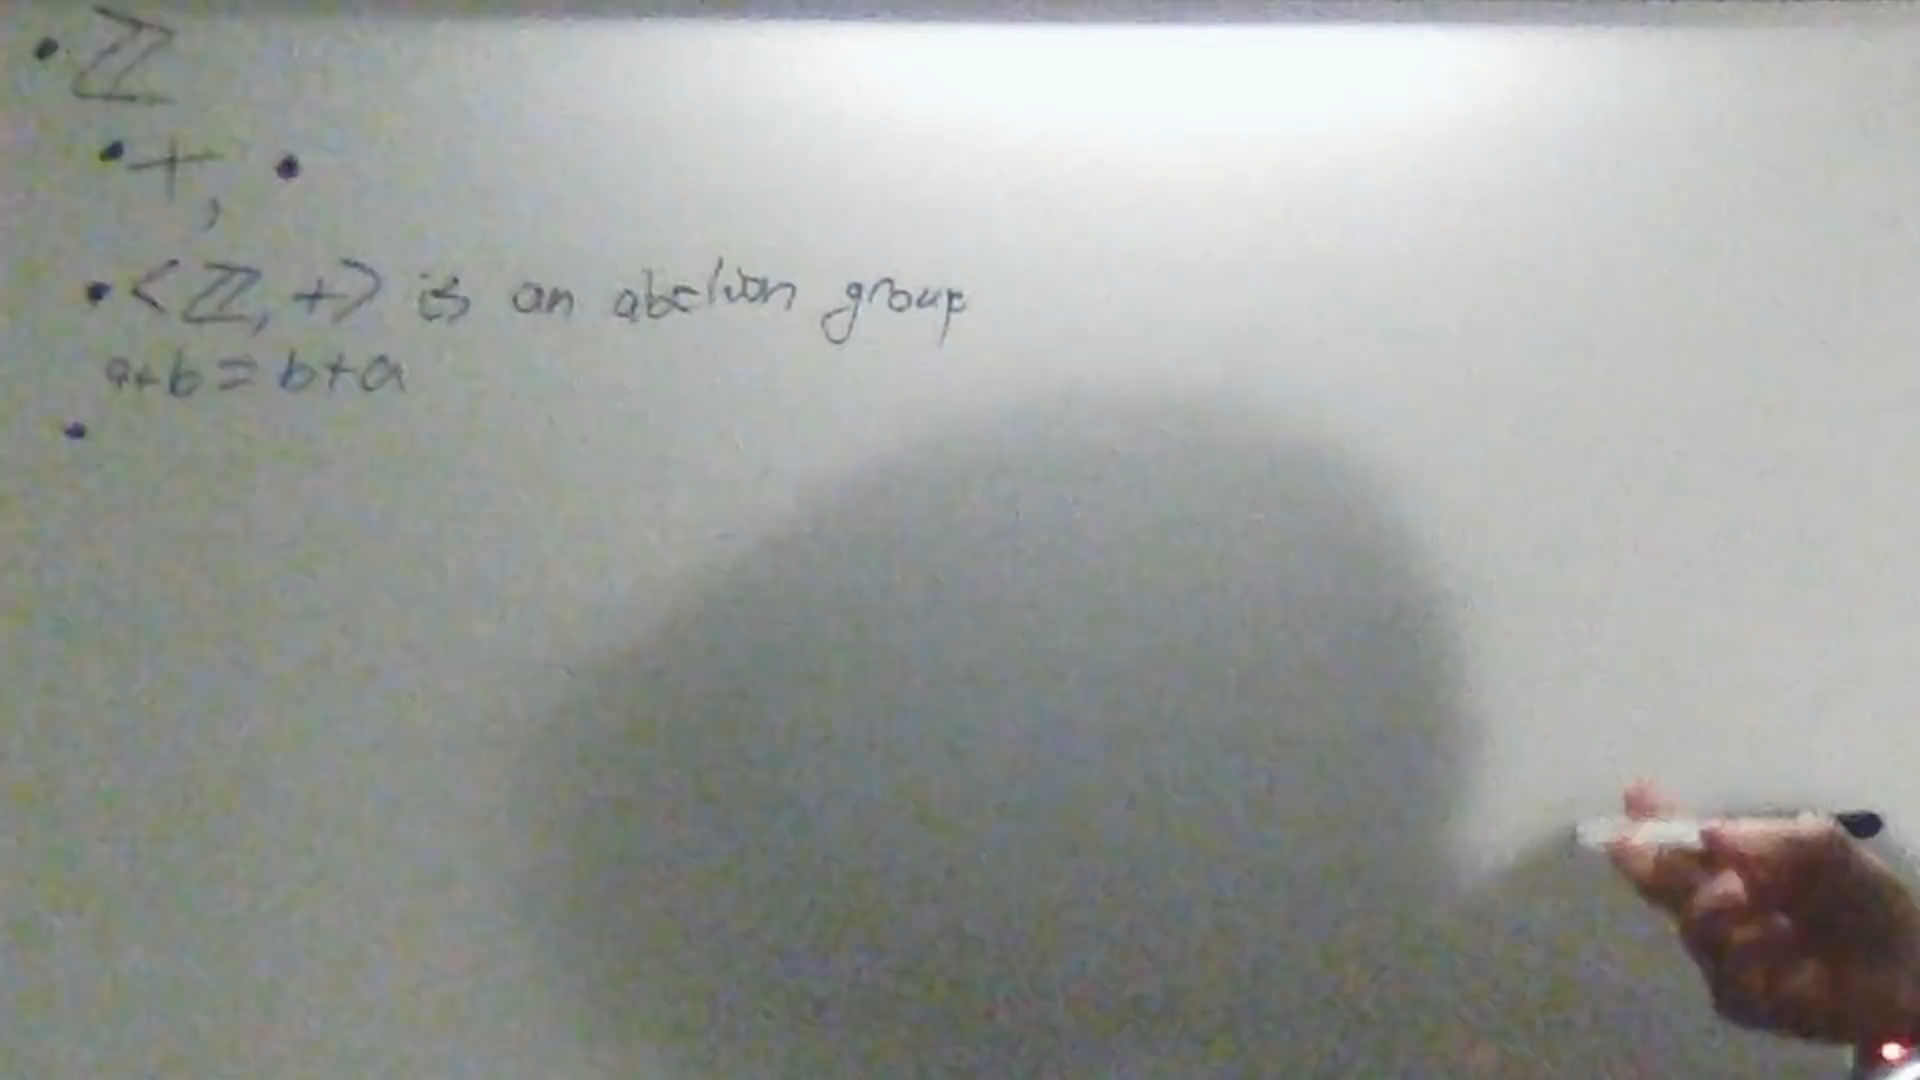 • ℤ
• +, •
• <ℤ, +> is an abelian group
a+b=b+a
•